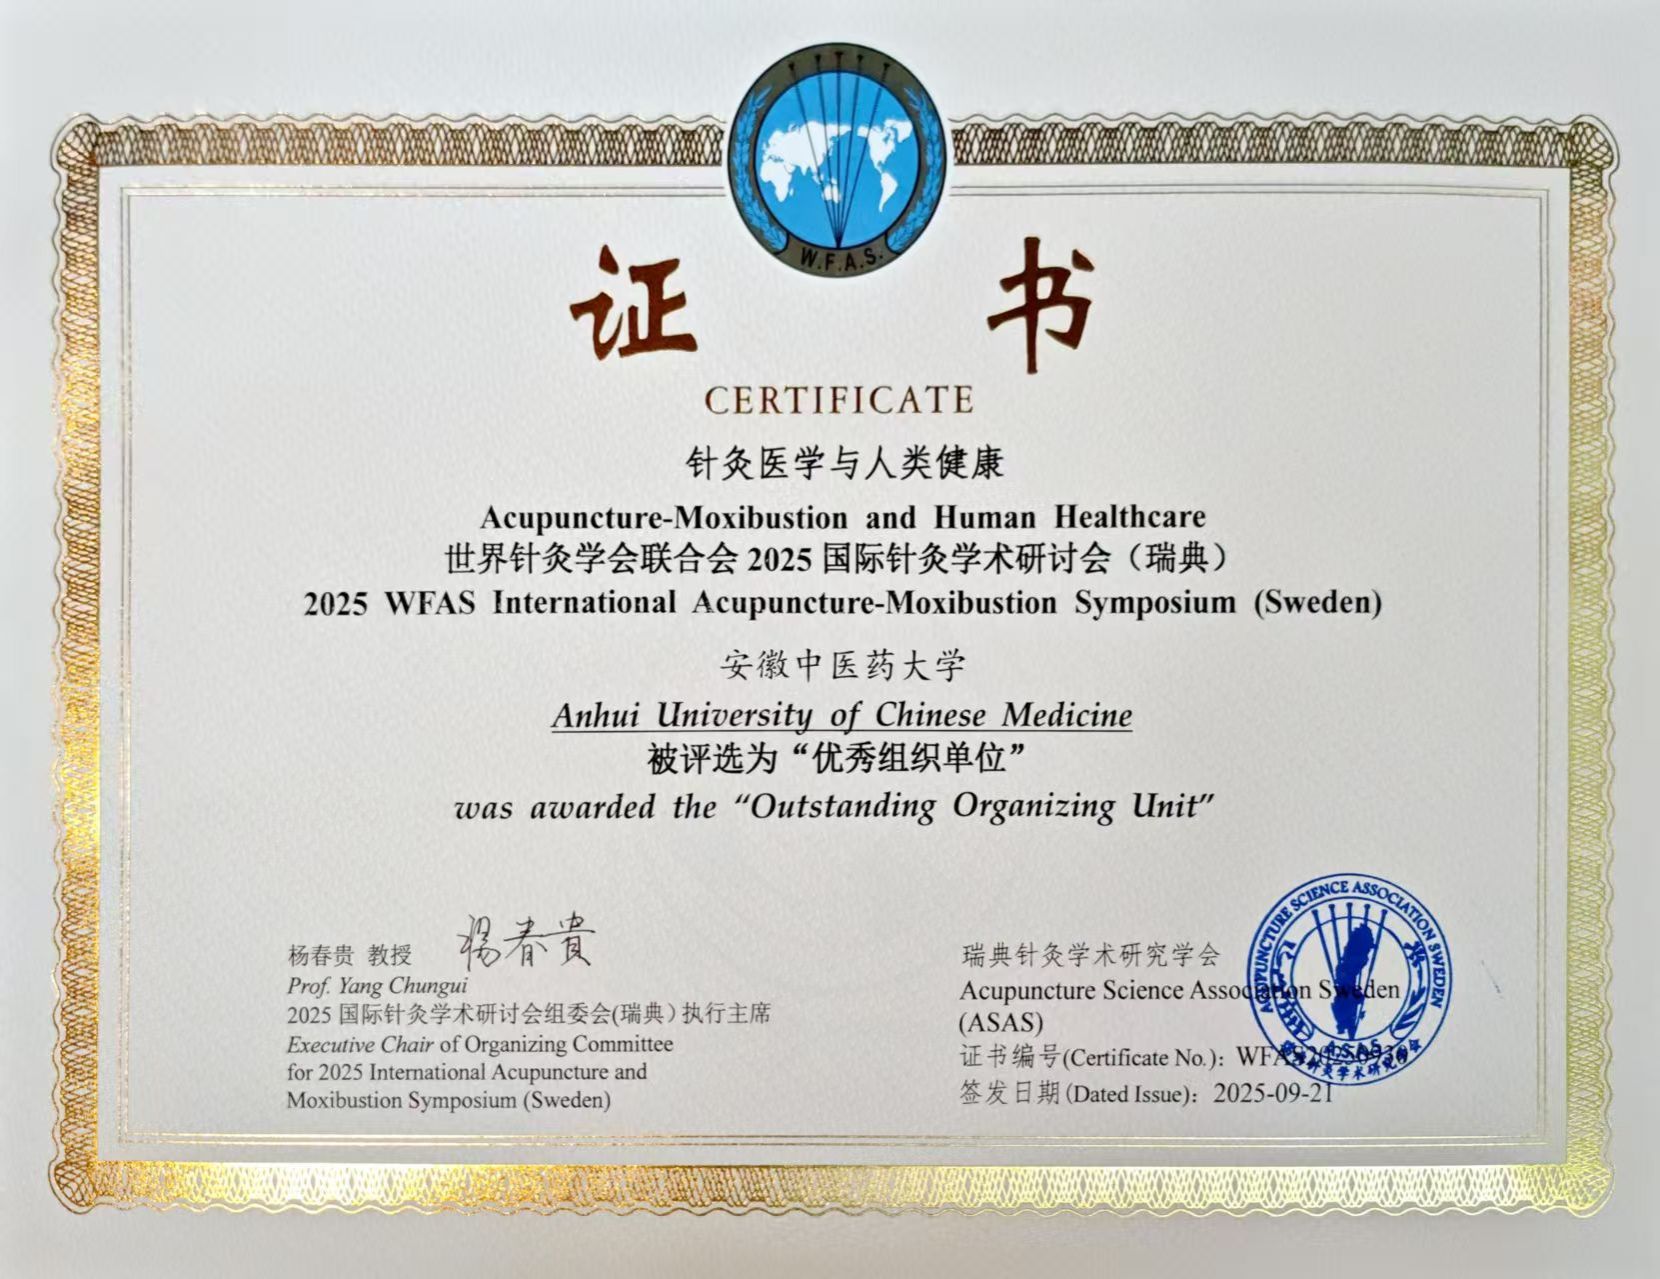 W.F.A.S.
证 书
CERTIFICATE
针灸医学与人类健康
Acupuncture-Moxibustion and Human Healthcare
世界针灸学会联合会 2025 国际针灸学术研讨会（瑞典）
2025 WFAS International Acupuncture-Moxibustion Symposium (Sweden)
安徽中医药大学
Anhui University of Chinese Medicine
被评选为“优秀组织单位”
was awarded the “Outstanding Organizing Unit”
杨春贵 教授 杨春貴
Prof. Yang Chungui
2025 国际针灸学术研讨会组委会(瑞典）执行主席
Executive Chair of Organizing Committee
for 2025 International Acupuncture and
Moxibustion Symposium (Sweden)
瑞典针灸学术研究学会
Acupuncture Science Association Sweden
(ASAS)
证书编号(Certificate No.)：
签发日期(Dated Issue)：2025-09-21
ACUPUNCTURE SCIENCE ASSOCIATION SWEDEN
A.S.A.S.